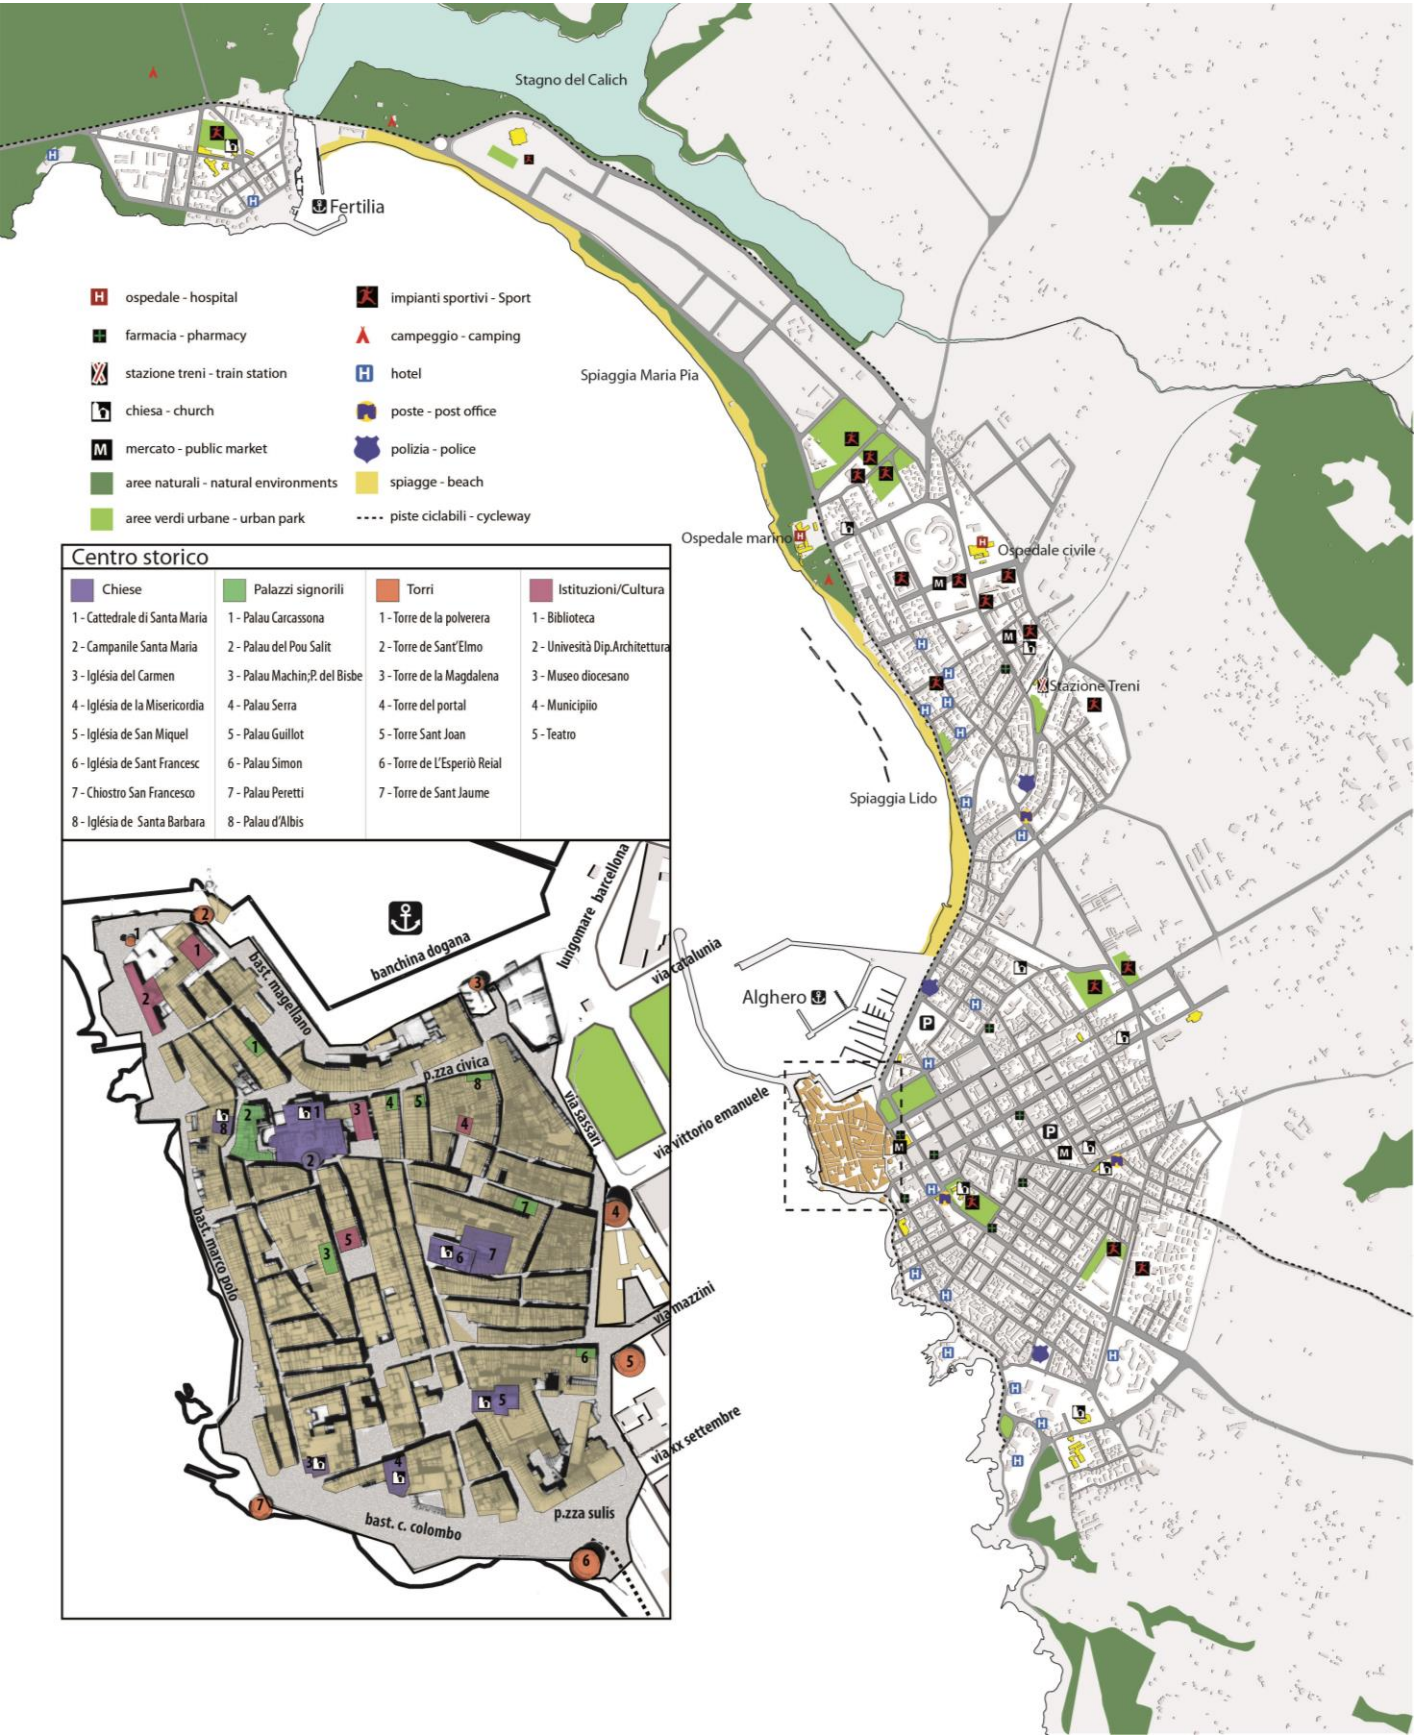 Stagno del Calich
Fertilia
H ospedale - hospital
impianti sportivi - Sport
farmacia - pharmacy
campeggio - camping
stazione treni - train station
H hotel
chiesa - church
poste - post office
M mercato - public market
polizia - police
aree naturali - natural environments
spiagge - beach
aree verdi urbane - urban park
piste ciclabili - cycleway
Spiaggia Maria Pia
Ospedale marino
Ospedale civile
Stazione Treni
Spiaggia Lido
Alghero
P
P
M
M
M
M
Centro storico
Chiese
1 - Cattedrale di Santa Maria
2 - Campanile Santa Maria
3 - Iglésia del Carmen
4 - Iglésia de la Misericordia
5 - Iglésia de San Miquel
6 - Iglésia de Sant Francesc
7 - Chiostro San Francesco
8 - Iglésia de Santa Barbara
Palazzi signorili
1 - Palau Carcassona
2 - Palau del Pou Salit
3 - Palau Machin;P. del Bisbe
4 - Palau Serra
5 - Palau Guillot
6 - Palau Simon
7 - Palau Peretti
8 - Palau d'Albis
Torri
1 - Torre de la polverera
2 - Torre de Sant'Elmo
3 - Torre de la Magdalena
4 - Torre del portal
5 - Torre Sant Joan
6 - Torre de L'Esperiò Reial
7 - Torre de Sant Jaume
Istituzioni/Cultura
1 - Biblioteca
2 - Univesità Dip.Architettura
3 - Museo diocesano
4 - Municipiio
5 - Teatro
lungomare barcellona
banchina dogana
via catalunia
bast. magellano
p.zza civica
via sassari
via vittorio emanuele
bast. marco polo
via mazzini
via xx settembre
bast. c. colombo
p.zza sulis